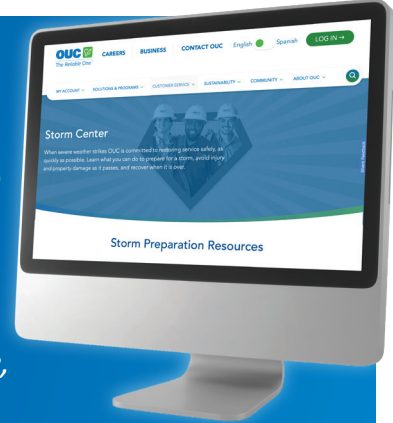 OUC
The Reliable One
CAREERS BUSINESS CONTACT OUC English Spanish LOG IN →
MY ACCOUNT SOLUTIONS & PROGRAMS CUSTOMER SERVICE SUSTAINABILITY COMMUNITY ABOUT OUC
Storm Center
When severe weather strikes OUC is committed to restoring service safely, as
quickly as possible. Learn what you can do to prepare for a storm, avoid injury
and property damage as it passes, and recover when it is over.
Share Feedback
Storm Preparation Resources